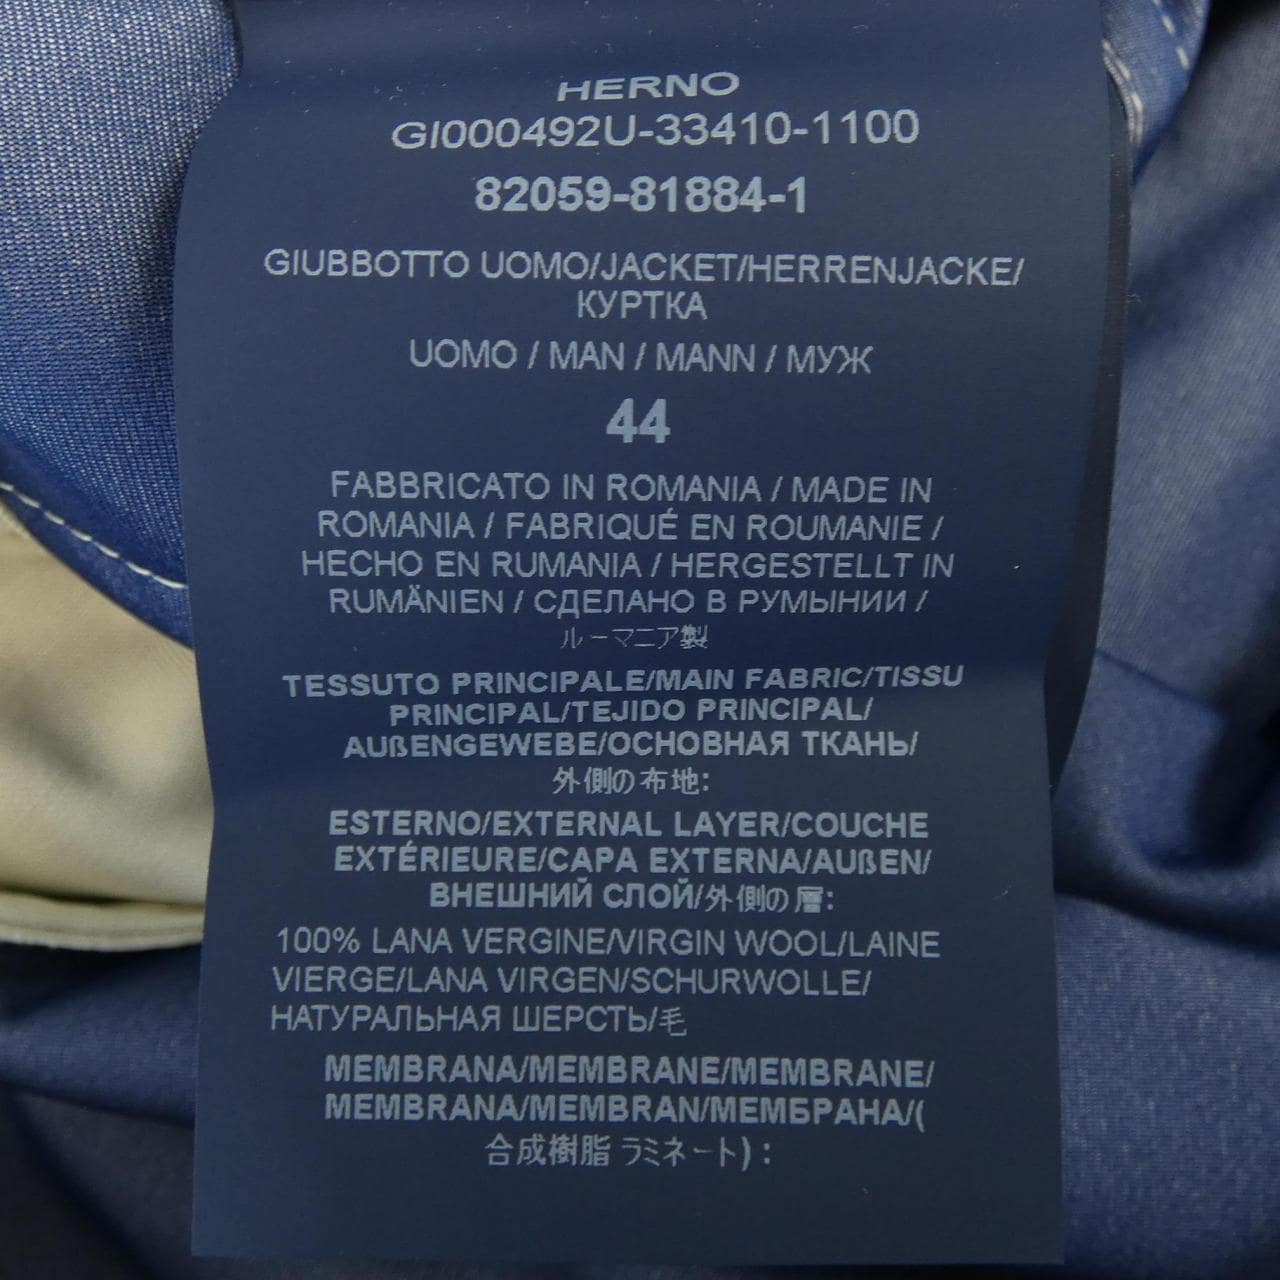 HERNO
GI000492U-33410-1100
82059-81884-1
GIUBBOTTO UOMO/JACKET/HERRENJACKE/
КУРТКА
UOMO / MAN / MANN / МУЖ
44
FABBRICATO IN ROMANIA / MADE IN
ROMANIA / FABRIQUÉ EN ROUMANIE /
HECHO EN RUMANIA / HERGESTELLT IN
RUMÄNIEN / СДЕЛАНО В РУМЫНИИ /
ルーマニア製
TESSUTO PRINCIPALE/MAIN FABRIC/TISSU
PRINCIPAL/TEJIDO PRINCIPAL/
AUßENGEWEBE/ОСНОВНАЯ ТКАНЬ/
外側の布地:
ESTERNO/EXTERNAL LAYER/COUCHE
EXTÉRIEURE/CAPA EXTERNA/AUßEN/
ВНЕШНИЙ СЛОЙ/外側の層:
100% LANA VERGINE/VIRGIN WOOL/LAINE
VIERGE/LANA VIRGEN/SCHURWOLLE/
НАТУРАЛЬНАЯ ШЕРСТЬ/毛
MEMBRANA/MEMBRANE/MEMBRANE/
MEMBRANA/MEMBRAN/МЕМБРАНА/(
合成樹脂 ラミネート) :